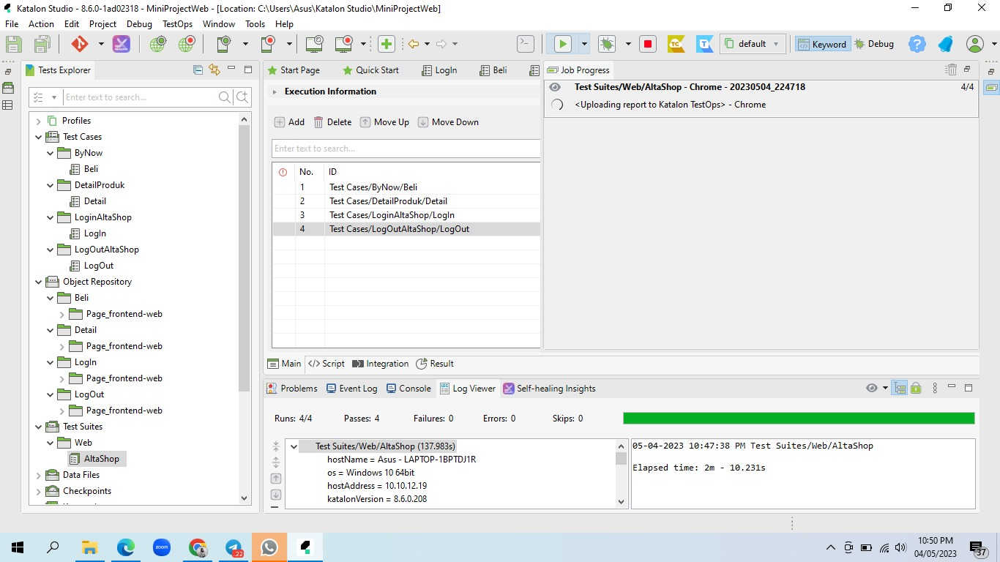 Katalon Studio - 8.6.0-1ad02318 - MiniProjectWeb - [Location: C:\Users\Asus\Katalon Studio\MiniProjectWeb]
File Action Edit Project Debug TestOps Window Tools Help
TC T default Keyword Debug
Tests Explorer
Enter text to search...
Profiles
Test Cases
ByNow
Beli
DetailProduk
Detail
LoginAltaShop
LogIn
LogOutAltaShop
LogOut
Object Repository
Beli
Page_frontend-web
Detail
Page_frontend-web
LogIn
Page_frontend-web
LogOut
Page_frontend-web
Test Suites
Web
AltaShop
Data Files
Checkpoints
Start Page Quick Start LogIn Beli
Execution Information
Add Delete Move Up Move Down
Enter text to search...
No. ID
1 Test Cases/ByNow/Beli
2 Test Cases/DetailProduk/Detail
3 Test Cases/LoginAltaShop/LogIn
4 Test Cases/LogOutAltaShop/LogOut
Main Script Integration Result
Job Progress
Test Suites/Web/AltaShop - Chrome - 20230504_224718 4/4
<Uploading report to Katalon TestOps> - Chrome
Problems Event Log Console Log Viewer Self-healing Insights
Runs: 4/4 Passes: 4 Failures: 0 Errors: 0 Skips: 0
Test Suites/Web/AltaShop (137.983s)
hostName = Asus - LAPTOP-1BPTDJ1R
os = Windows 10 64bit
hostAddress = 10.10.12.19
katalonVersion = 8.6.0.208
05-04-2023 10:47:38 PM Test Suites/Web/AltaShop
Elapsed time: 2m - 10.231s
zoom
22
10:50 PM
04/05/2023
37